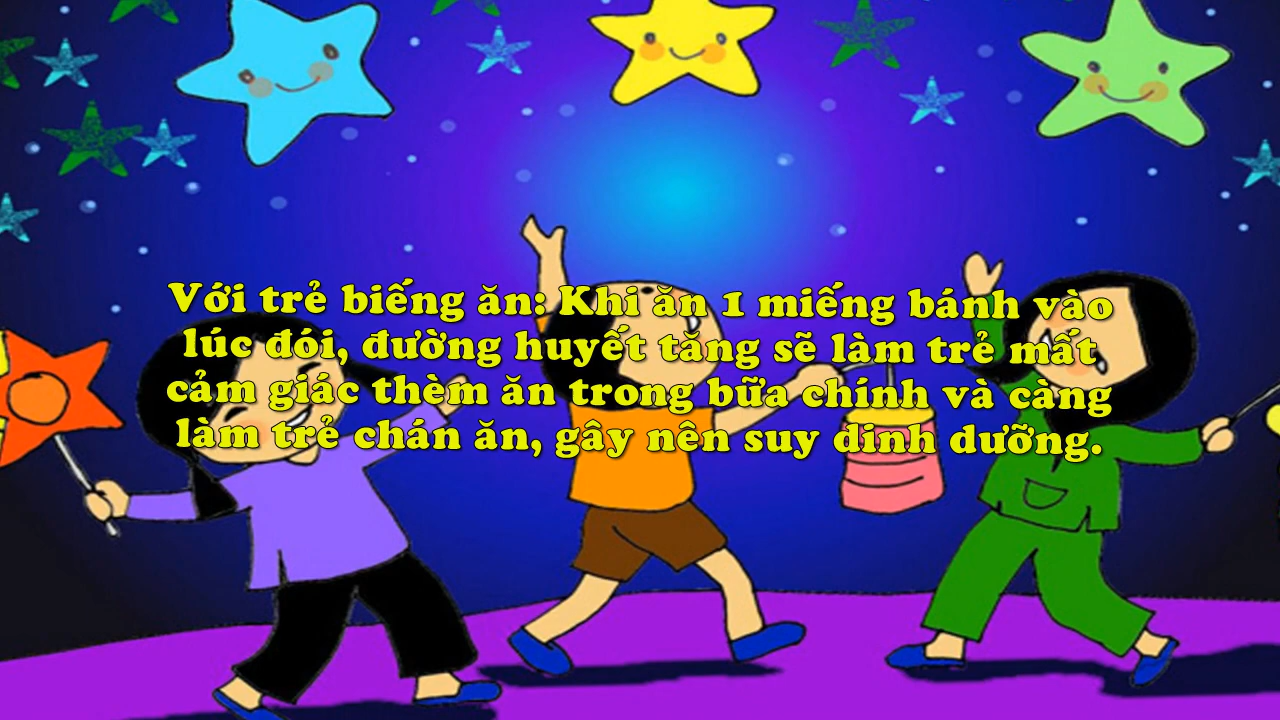 Với trẻ biếng ăn: Khi ăn 1 miếng bánh vào
lúc đói, đường huyết tăng sẽ làm trẻ mất
cảm giác thèm ăn trong bữa chính và càng
làm trẻ chán ăn, gây nên suy dinh dưỡng.